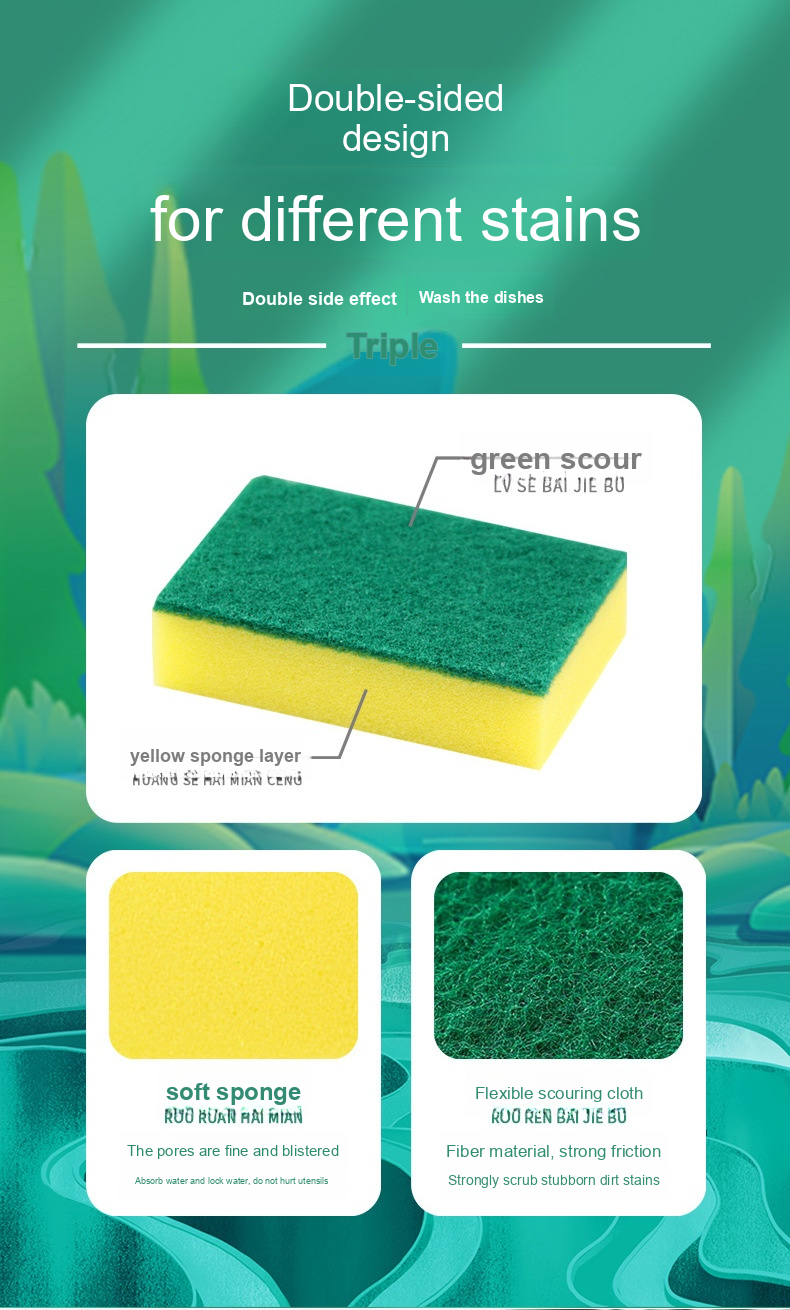 Double-sided
design
for different stains
Double side effect Wash the dishes
Triple
green scour
LV SE BAI JIE BU
yellow sponge layer
HUANG SE HAI MIAN CENG
soft sponge
RUO RUAN HAI MIAN
The pores are fine and blistered
Absorb water and lock water, do not hurt utensils
Flexible scouring cloth
ROU REN BAI JIE BU
Fiber material, strong friction
Strongly scrub stubborn dirt stains